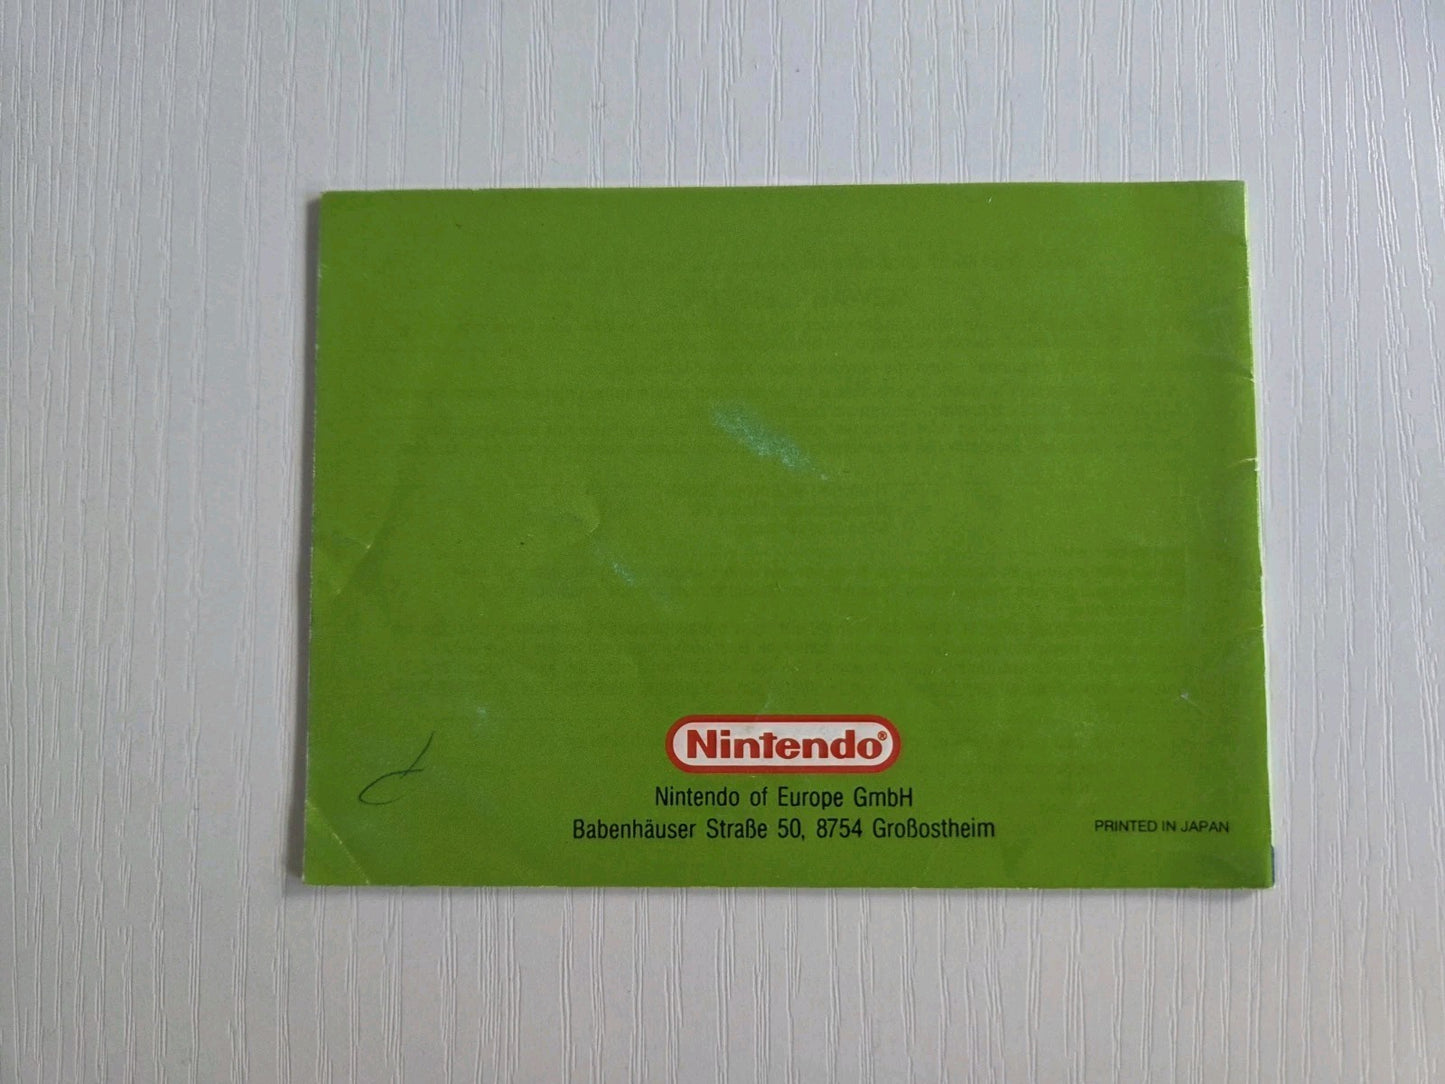 Nintendo®
Nintendo of Europe GmbH
Babenhäuser Straße 50, 8754 Großostheim
PRINTED IN JAPAN